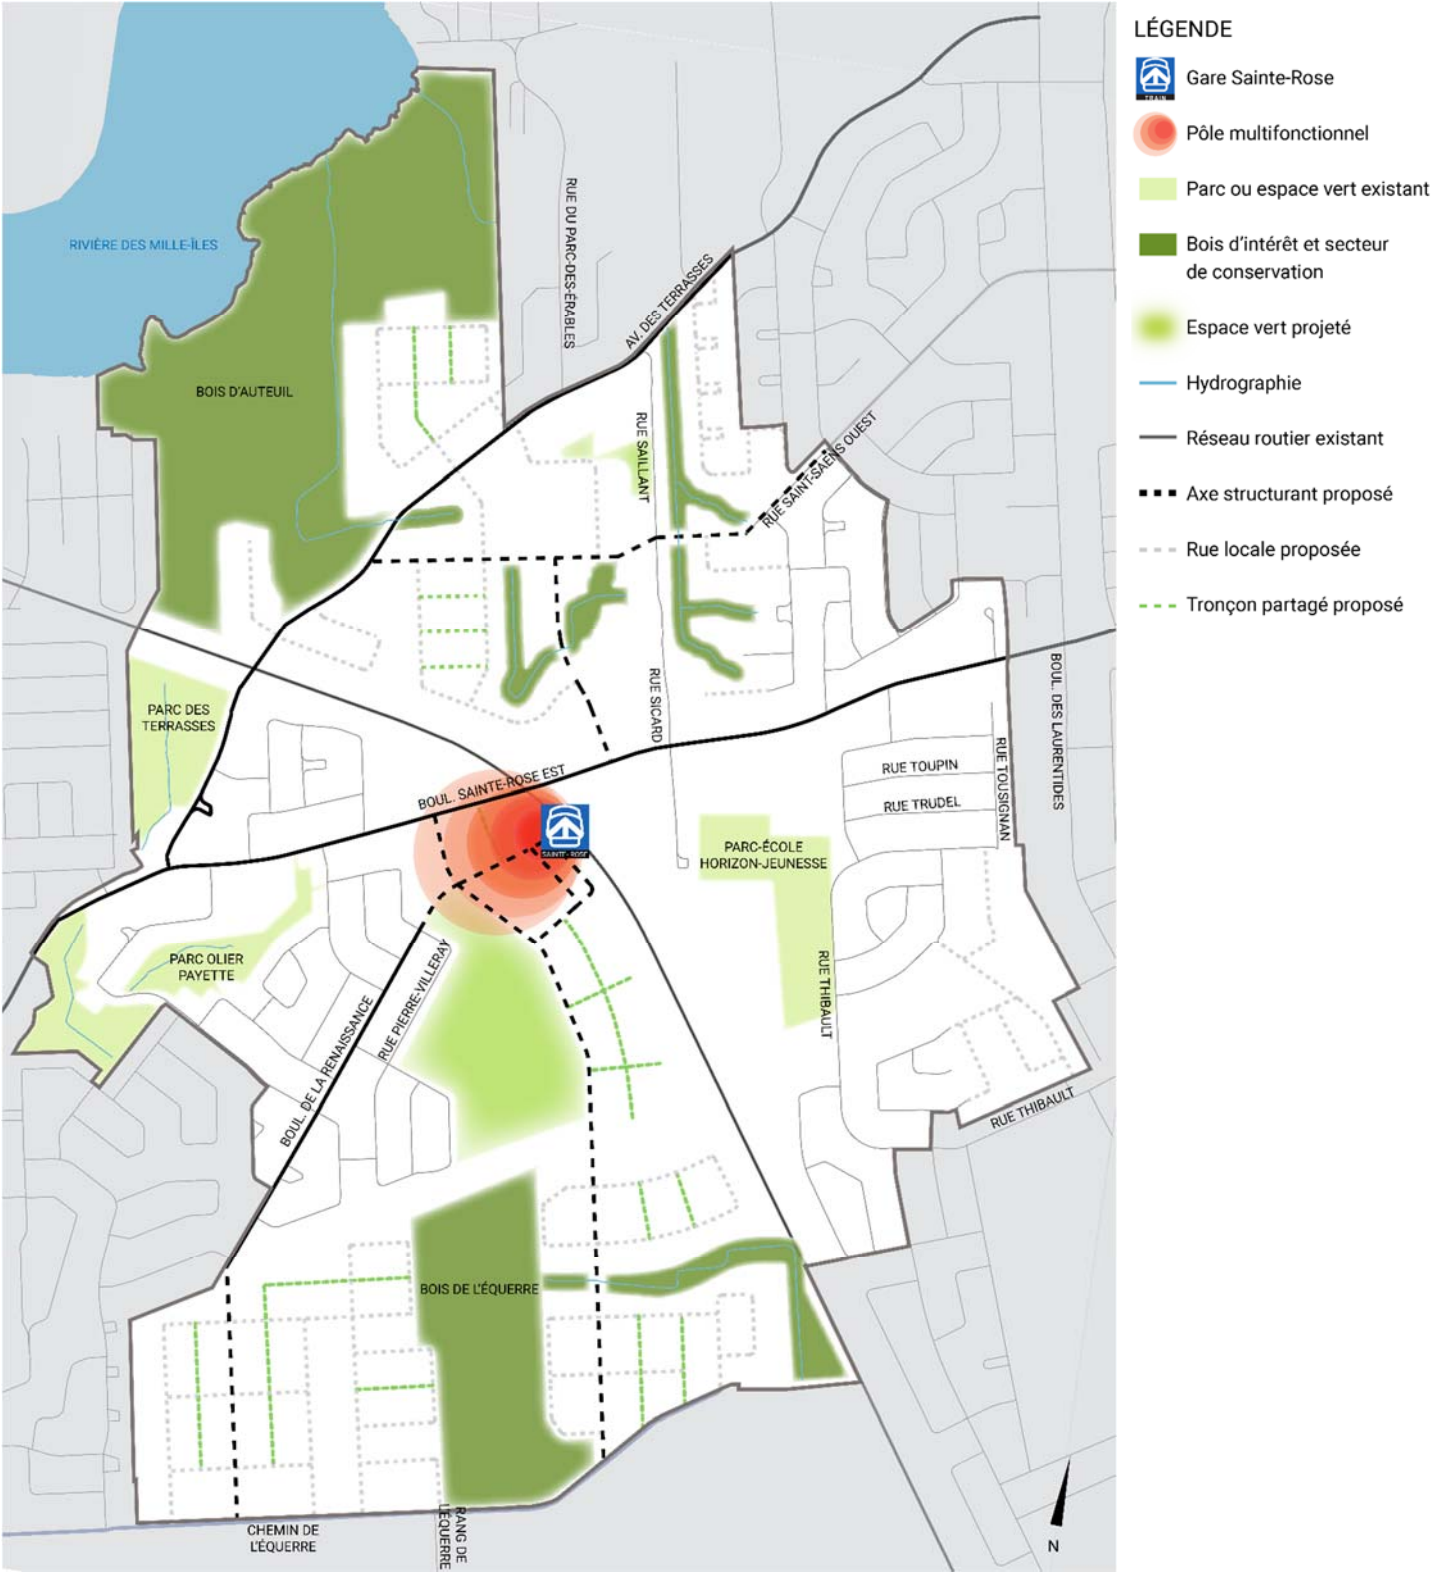 LÉGENDE
TRAIN
Gare Sainte-Rose
Pôle multifonctionnel
Parc ou espace vert existant
Bois d'intérêt et secteur
de conservation
Espace vert projeté
Hydrographie
Réseau routier existant
Axe structurant proposé
Rue locale proposée
Tronçon partagé proposé
RIVIÈRE DES MILLE-ÎLES
RUE DU PARC-DES-ÉRABLES
AV. DES TERRASSES
BOIS D'AUTEUIL
RUE SAILLANT
RUE SAINT-SAËNS OUEST
PARC DES
TERRASSES
RUE SICARD
BOUL. DES LAURENTIDES
RUE TOUSIGNAN
RUE TOUPIN
RUE TRUDEL
BOUL. SAINTE-ROSE EST
SAINTE-ROSE
PARC-ÉCOLE
HORIZON-JEUNESSE
PARC OLIER
PAYETTE
RUE PIERRE-VILLERAY
BOUL. DE LA RENAISSANCE
RUE THIBAULT
RUE THIBAULT
BOIS DE L'ÉQUERRE
CHEMIN DE
L'ÉQUERRE
RANG DE
L'ÉQUERRE
N